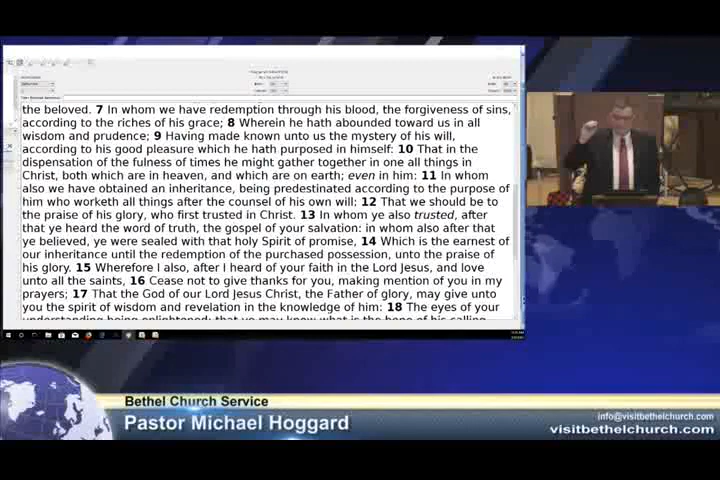 the beloved. 7 In whom we have redemption through his blood, the forgiveness of sins,
according to the riches of his grace; 8 Wherein he hath abounded toward us in all
wisdom and prudence; 9 Having made known unto us the mystery of his will,
according to his good pleasure which he hath purposed in himself: 10 That in the
dispensation of the fulness of times he might gather together in one all things in
Christ, both which are in heaven, and which are on earth; even in him: 11 In whom
also we have obtained an inheritance, being predestinated according to the purpose of
him who worketh all things after the counsel of his own will; 12 That we should be to
the praise of his glory, who first trusted in Christ. 13 In whom ye also trusted, after
that ye heard the word of truth, the gospel of your salvation: in whom also after that
ye believed, ye were sealed with that holy Spirit of promise, 14 Which is the earnest of
our inheritance until the redemption of the purchased possession, unto the praise of
his glory. 15 Wherefore I also, after I heard of your faith in the Lord Jesus, and love
unto all the saints, 16 Cease not to give thanks for you, making mention of you in my
prayers; 17 That the God of our Lord Jesus Christ, the Father of glory, may give unto
you the spirit of wisdom and revelation in the knowledge of him: 18 The eyes of your
understanding being enlightened; that ye may know what is the hope of his calling
Bethel Church Service
Pastor Michael Hoggard
info@visitbethelchurch.com
visitbethelchurch.com